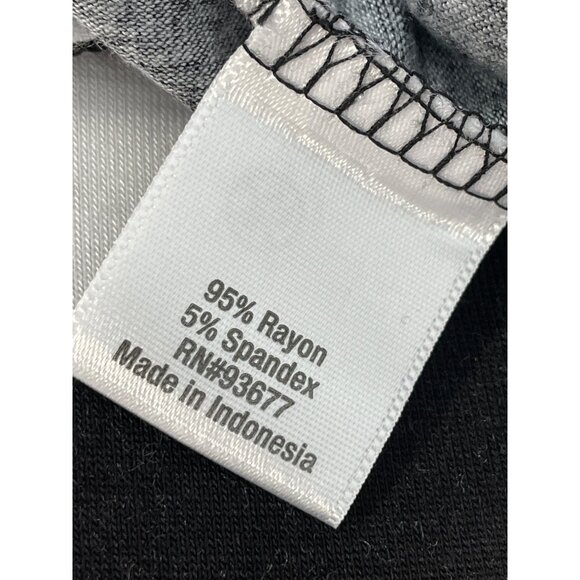 95% Rayon
5% Spandex
RN#93677
Made in Indonesia